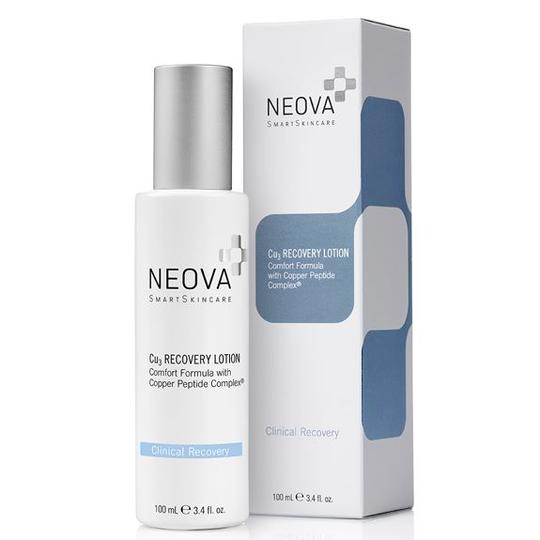 NEOVA
SMARTSKINCARE
Cu₃ RECOVERY LOTION
Comfort Formula with
Copper Peptide Complex®
Clinical Recovery
100 mL ℮ 3.4 fl. oz.
NEOVA
SMARTSKINCARE
Cu₃ RECOVERY LOTION
Comfort Formula
with Copper Peptide
Complex®
Clinical Recovery
100 mL ℮ 3.4 fl. oz.